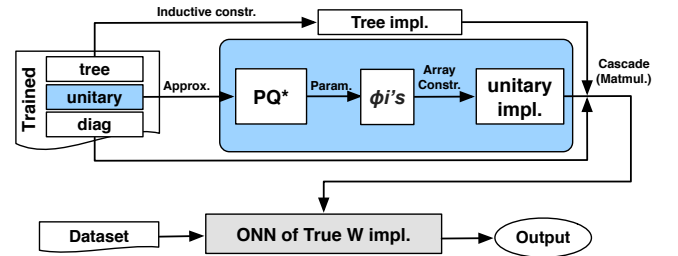 Inductive constr.
Tree impl.
Trained
tree
unitary
diag
Approx.
PQ*
Param.
ϕi's
Array
Constr.
unitary
impl.
Cascade
(Matmul.)
Dataset
ONN of True W impl.
Output